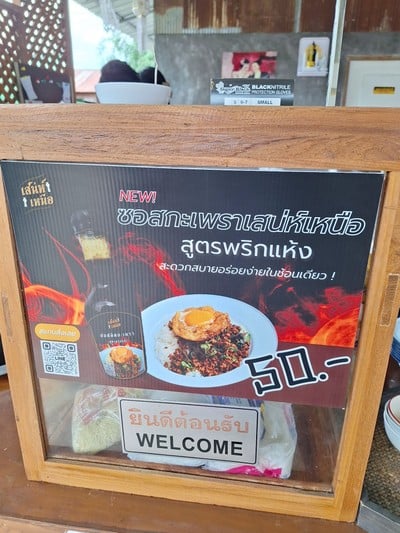 BLACK NITRILE
PROTECTION GLOVES
SMALL
เสน่ห์
เหนือ
NEW!
ซอสกะเพราเสน่ห์เหนือ
สูตรพริกแห้ง
สะดวกสบายอร่อยง่ายในช้อนเดียว !
LINE
50.-
ยินดีต้อนรับ
WELCOME